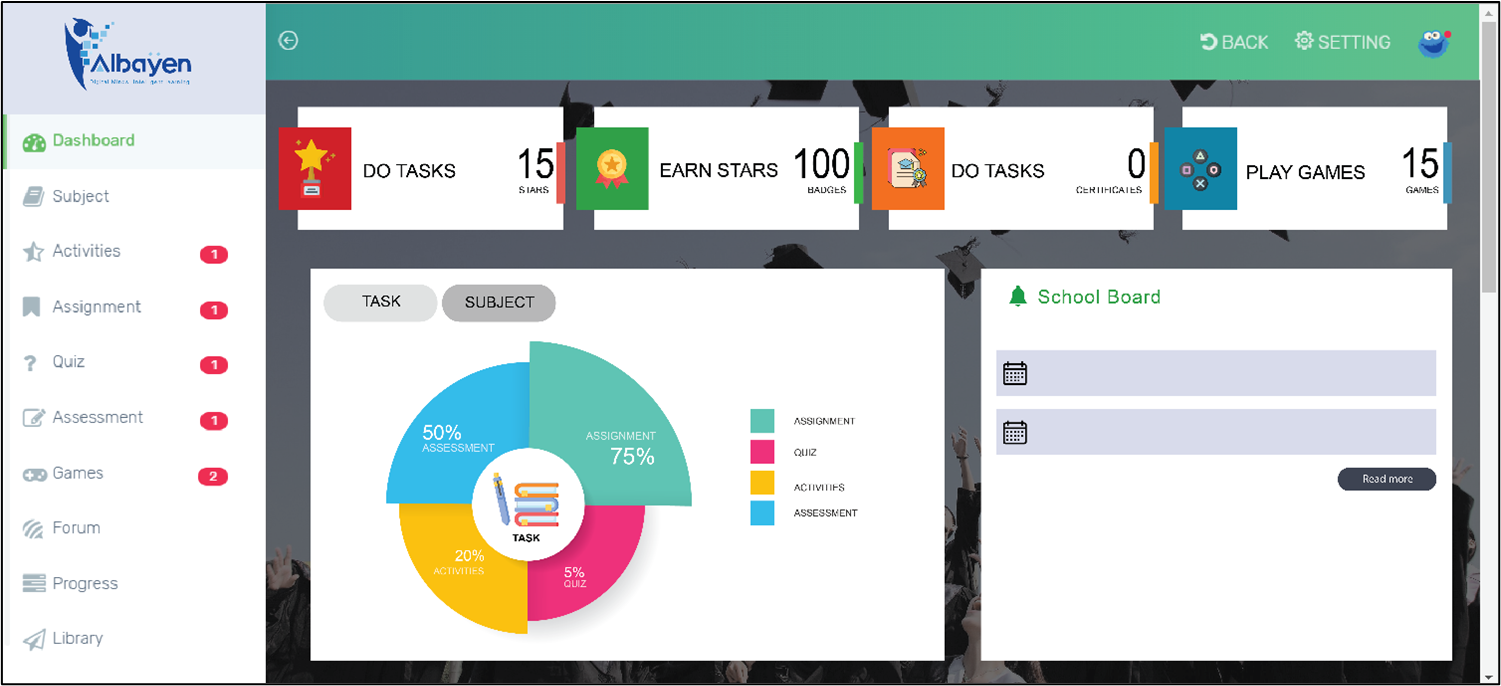 Albayën
Dashboard
Subject
Activities
1
Assignment
1
Quiz
1
Assessment
1
Games
2
Forum
Progress
Library
BACK
SETTING
DO TASKS
15
STARS
EARN STARS
100
BADGES
DO TASKS
0
CERTIFICATES
PLAY GAMES
15
GAMES
TASK
SUBJECT
50%
ASSESSMENT
ASSIGNMENT
75%
20%
ACTIVITIES
5%
QUIZ
TASK
ASSIGNMENT
QUIZ
ACTIVITIES
ASSESSMENT
School Board
Read more